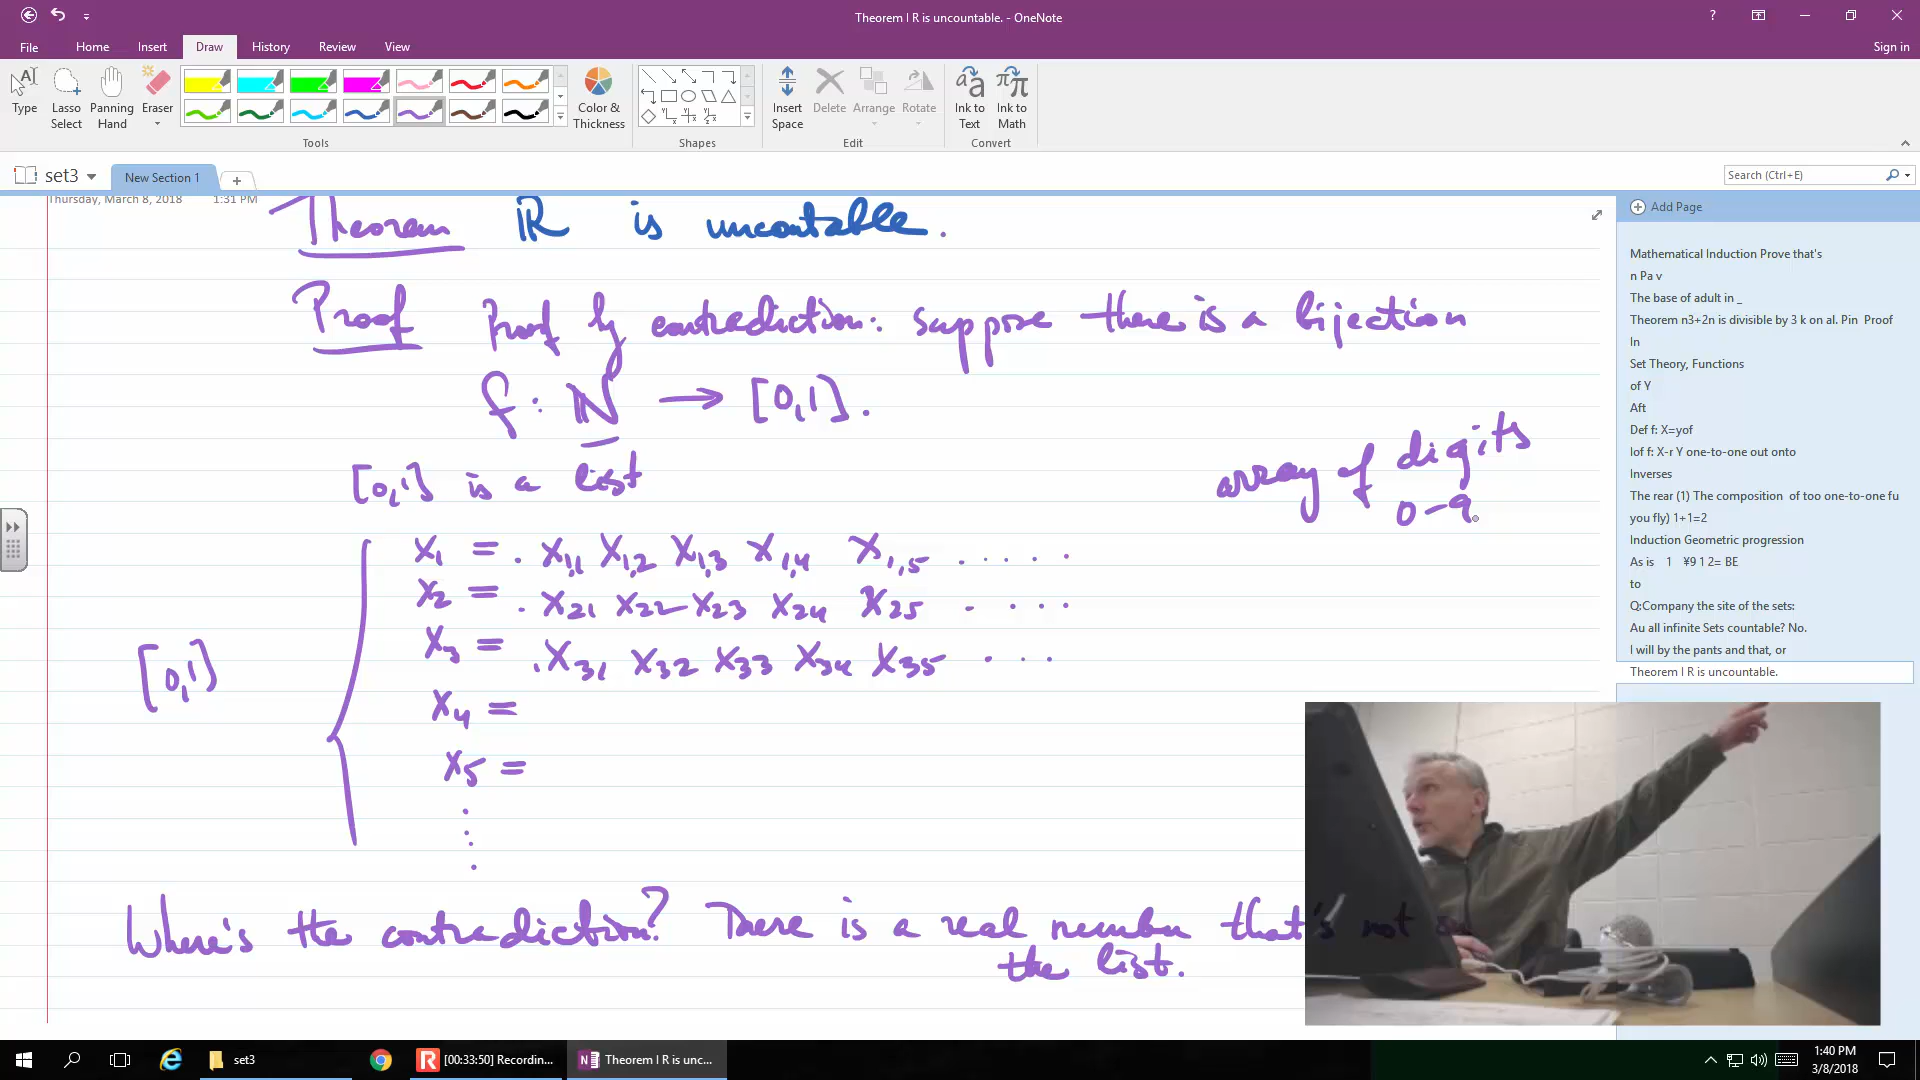 Theorem I R is uncountable. - OneNote
File Home Insert Draw History Review View Sign in
Type Lasso Select Panning Hand Eraser Color & Thickness Insert Space Delete Arrange Rotate Ink to Text Ink to Math
Tools Shapes Edit Convert
set3 New Section 1 Search (Ctrl+E)
Thursday, March 8, 2018 1:31 PM
Theorem ℝ is uncontable.
Proof Proof by contradiction: suppose there is a bijection
f: ℕ → [0,1].
[0,1] is a list
array of digits
0-9
x1 = . x1,1 x1,2 x1,3 x1,4 x1,5 .....
x2 = . x21 x22 x23 x24 x25 ....
x3 = .x31 x32 x33 x34 x35 ...
[0,1]
x4 =
x5 =
Where's the contradiction? There is a real number that's not on
the list.
Add Page
Mathematical Induction Prove that's
n Pa v
The base of adult in _
Theorem n3+2n is divisible by 3 k on al. Pin Proof
In
Set Theory, Functions
of Y
Aft
Def f: X=yof
Iof f: X-r Y one-to-one out onto
Inverses
The rear (1) The composition of too one-to-one fu
you fly) 1+1=2
Induction Geometric progression
As is 1 ¥9 1 2= BE
to
Q:Company the site of the sets:
Au all infinite Sets countable? No.
I will by the pants and that, or
Theorem I R is uncountable.
set3 [00:33:50] Recordin... Theorem I R is unc...
1:40 PM
3/8/2018